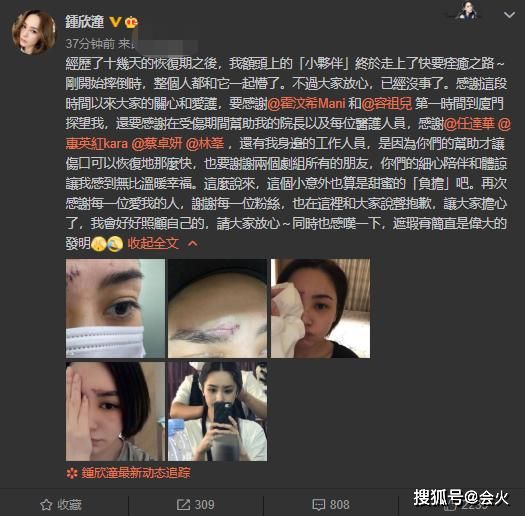 鍾欣潼
37分钟前 来
經歷了十幾天的恢復期之後，我額頭上的「小夥伴」終於走上了快要痊癒之路～
剛開始摔倒時，整個人都和它一起懵了。不過大家放心，已經沒事了。感謝這段
時間以來大家的關心和愛護，要感謝@霍汶希Mani 和@容祖兒 第一時間到廈門
探望我，還要感謝在受傷期間幫助我的院長以及每位醫護人員，感謝@任達華 @
惠英紅kara @蔡卓妍 @林峯 ，還有我身邊的工作人員，是因為你們的幫助才讓
傷口可以恢復地那麼快，也要謝謝兩個劇組所有的朋友，你們的細心陪伴和體諒
讓我感到無比溫暖幸福。這麼說來，這個小意外也算是甜蜜的「負擔」吧。再次
感謝每一位愛我的人，謝謝每一位粉絲，也在這裡和大家說聲抱歉，讓大家擔心
了，我會好好照顧自己的，請大家放心～同時也感嘆一下，遮瑕膏簡直是偉大的
發明 收起全文
鍾欣潼最新动态追踪
收藏 309 808 2239
搜狐号@会火